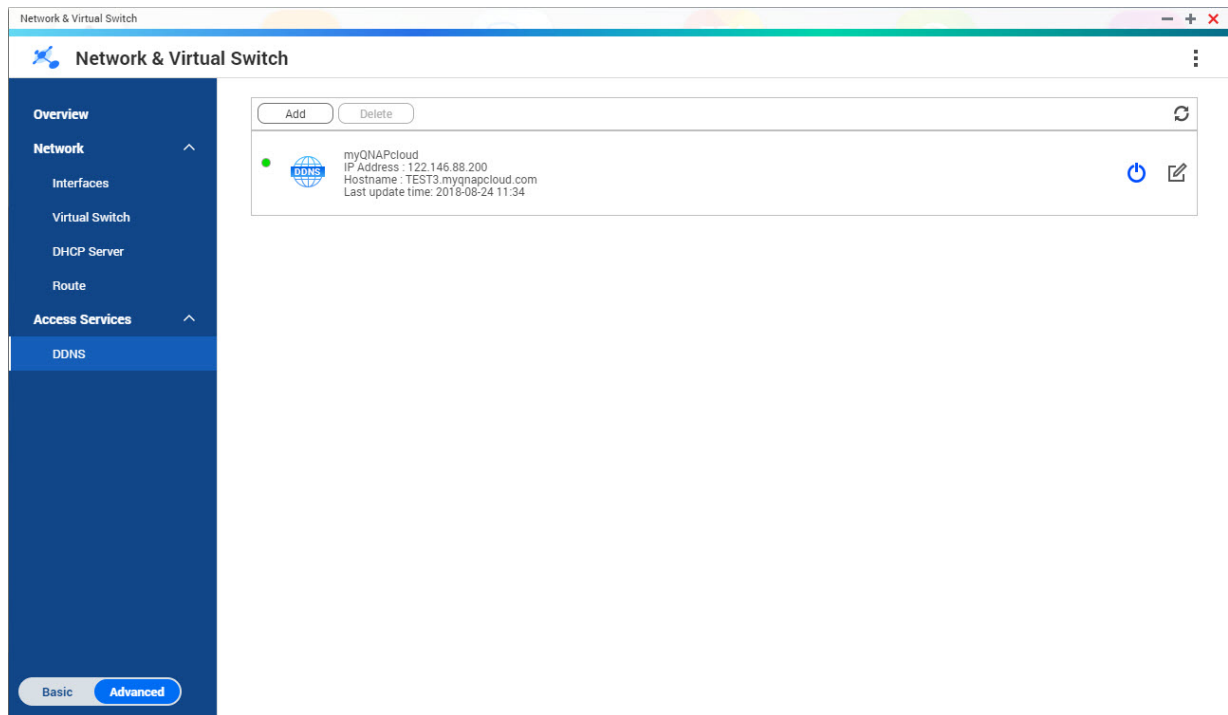 Network & Virtual Switch
Network & Virtual Switch
Overview
Network
Interfaces
Virtual Switch
DHCP Server
Route
Access Services
DDNS
Basic Advanced
Add Delete
DDNS
myQNAPcloud
IP Address : 122.146.88.200
Hostname : TEST3.myqnapcloud.com
Last update time: 2018-08-24 11:34